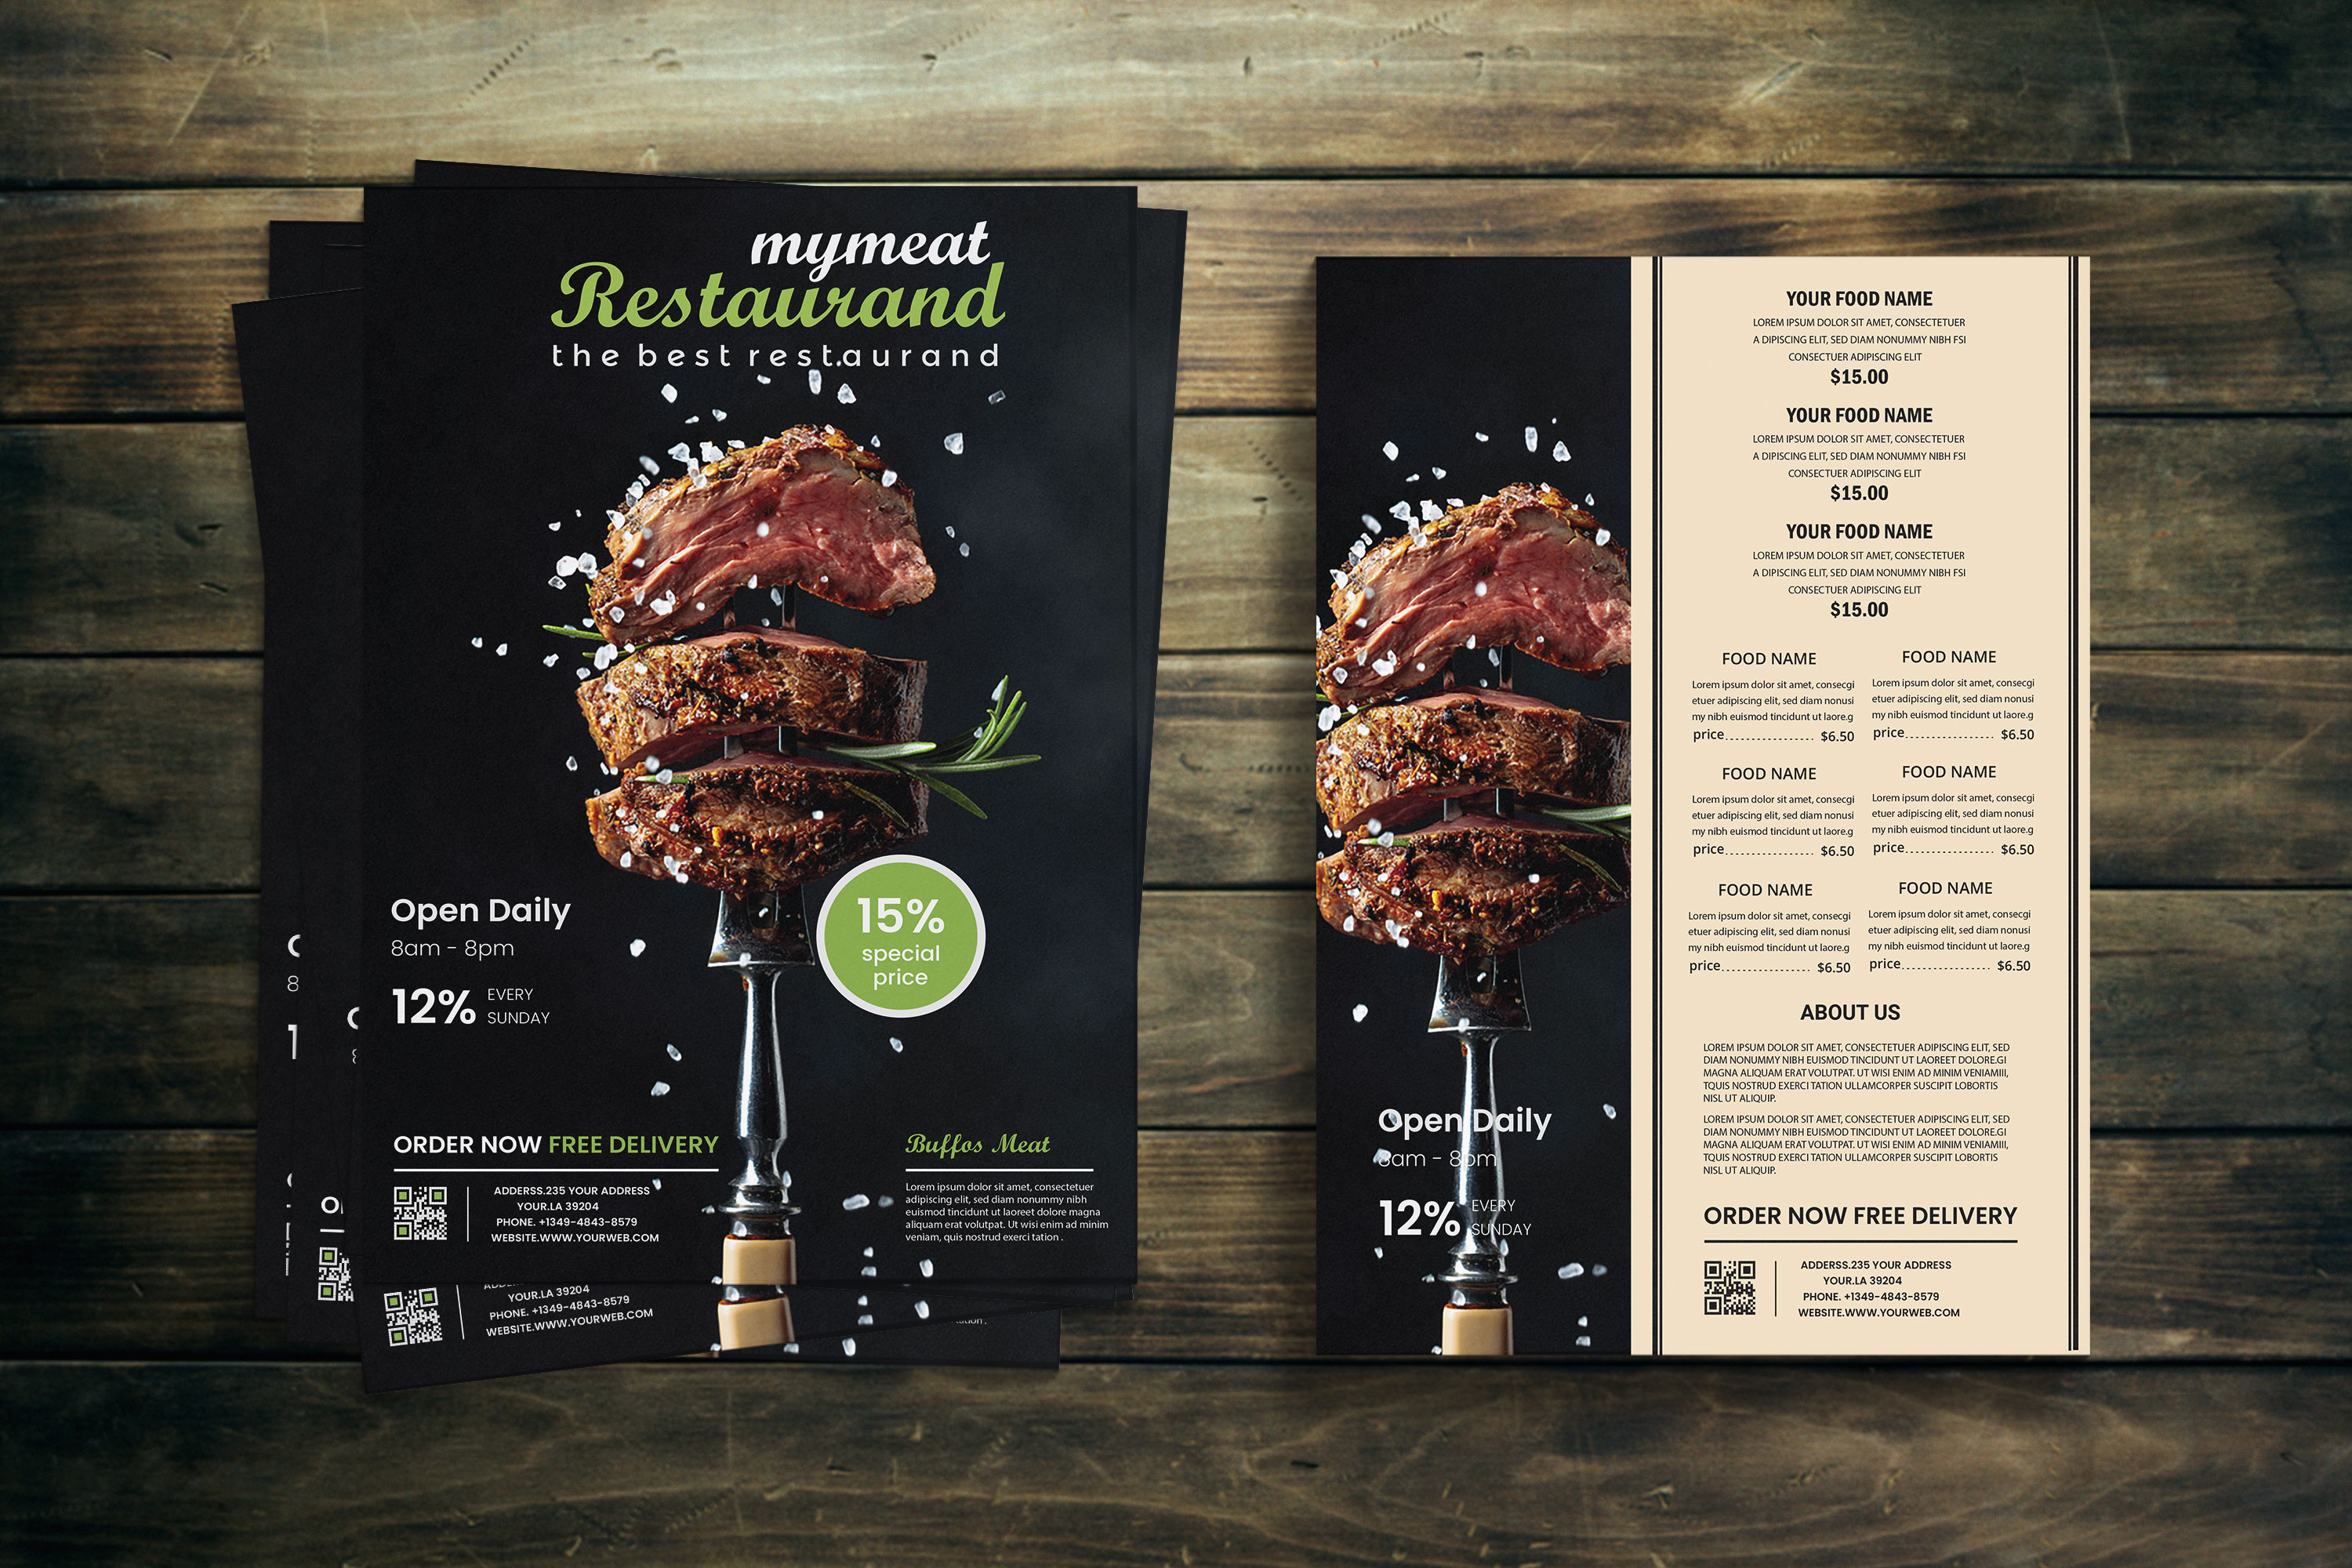 mymeat
Restaurand
the best rest.aurand
Open Daily
8am - 8pm
12% EVERY
SUNDAY
15%
special
price
ORDER NOW FREE DELIVERY
ADDERSS.235 YOUR ADDRESS
YOUR.LA 39204
PHONE. +1349-4843-8579
WEBSITE.WWW.YOURWEB.COM
Buffos Meat
Lorem ipsum dolor sit amet, consectetuer
adipiscing elit, sed diam nonummy nibh
euismod tincidunt ut laoreet dolore magna
aliquam erat volutpat. Ut wisi enim ad minim
veniam, quis nostrud exerci tation .
YOUR.LA 39204
PHONE. +1349-4843-8579
WEBSITE.WWW.YOURWEB.COM
Open Daily
8am - 8pm
12% EVERY
SUNDAY
YOUR FOOD NAME
LOREM IPSUM DOLOR SIT AMET, CONSECTETUER
A DIPISCING ELIT, SED DIAM NONUMMY NIBH FSI
CONSECTUER ADIPISCING ELIT
$15.00
YOUR FOOD NAME
LOREM IPSUM DOLOR SIT AMET, CONSECTETUER
A DIPISCING ELIT, SED DIAM NONUMMY NIBH FSI
CONSECTUER ADIPISCING ELIT
$15.00
YOUR FOOD NAME
LOREM IPSUM DOLOR SIT AMET, CONSECTETUER
A DIPISCING ELIT, SED DIAM NONUMMY NIBH FSI
CONSECTUER ADIPISCING ELIT
$15.00
FOOD NAME
Lorem ipsum dolor sit amet, consecgi
etuer adipiscing elit, sed diam nonusi
my nibh euismod tincidunt ut laore.g
price.................... $6.50
FOOD NAME
Lorem ipsum dolor sit amet, consecgi
etuer adipiscing elit, sed diam nonusi
my nibh euismod tincidunt ut laore.g
price.................... $6.50
FOOD NAME
Lorem ipsum dolor sit amet, consecgi
etuer adipiscing elit, sed diam nonusi
my nibh euismod tincidunt ut laore.g
price.................... $6.50
FOOD NAME
Lorem ipsum dolor sit amet, consecgi
etuer adipiscing elit, sed diam nonusi
my nibh euismod tincidunt ut laore.g
price.................... $6.50
FOOD NAME
Lorem ipsum dolor sit amet, consecgi
etuer adipiscing elit, sed diam nonusi
my nibh euismod tincidunt ut laore.g
price.................... $6.50
FOOD NAME
Lorem ipsum dolor sit amet, consecgi
etuer adipiscing elit, sed diam nonusi
my nibh euismod tincidunt ut laore.g
price.................... $6.50
ABOUT US
LOREM IPSUM DOLOR SIT AMET, CONSECTETUER ADIPISCING ELIT, SED
DIAM NONUMMY NIBH EUISMOD TINCIDUNT UT LAOREET DOLORE.GI
MAGNA ALIQUAM ERAT VOLUTPAT. UT WISI ENIM AD MINIM VENIAMIII,
TQUIS NOSTRUD EXERCI TATION ULLAMCORPER SUSCIPIT LOBORTIS
NISL UT ALIQUIP.
LOREM IPSUM DOLOR SIT AMET, CONSECTETUER ADIPISCING ELIT, SED
DIAM NONUMMY NIBH EUISMOD TINCIDUNT UT LAOREET DOLORE.GI
MAGNA ALIQUAM ERAT VOLUTPAT. UT WISI ENIM AD MINIM VENIAMIII,
TQUIS NOSTRUD EXERCI TATION ULLAMCORPER SUSCIPIT LOBORTIS
NISL UT ALIQUIP.
ORDER NOW FREE DELIVERY
ADDERSS.235 YOUR ADDRESS
YOUR.LA 39204
PHONE. +1349-4843-8579
WEBSITE.WWW.YOURWEB.COM